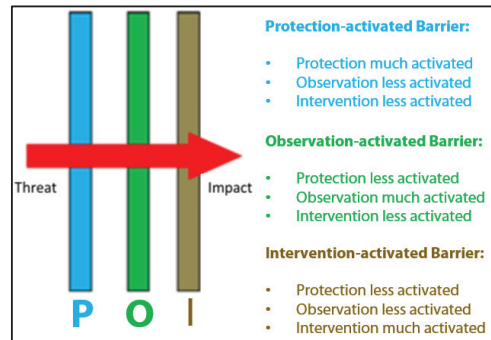 Threat
Impact
P O I
Protection-activated Barrier:
• Protection much activated
• Observation less activated
• Intervention less activated
Observation-activated Barrier:
• Protection less activated
• Observation much activated
• Intervention less activated
Intervention-activated Barrier:
• Protection less activated
• Observation less activated
• Intervention much activated